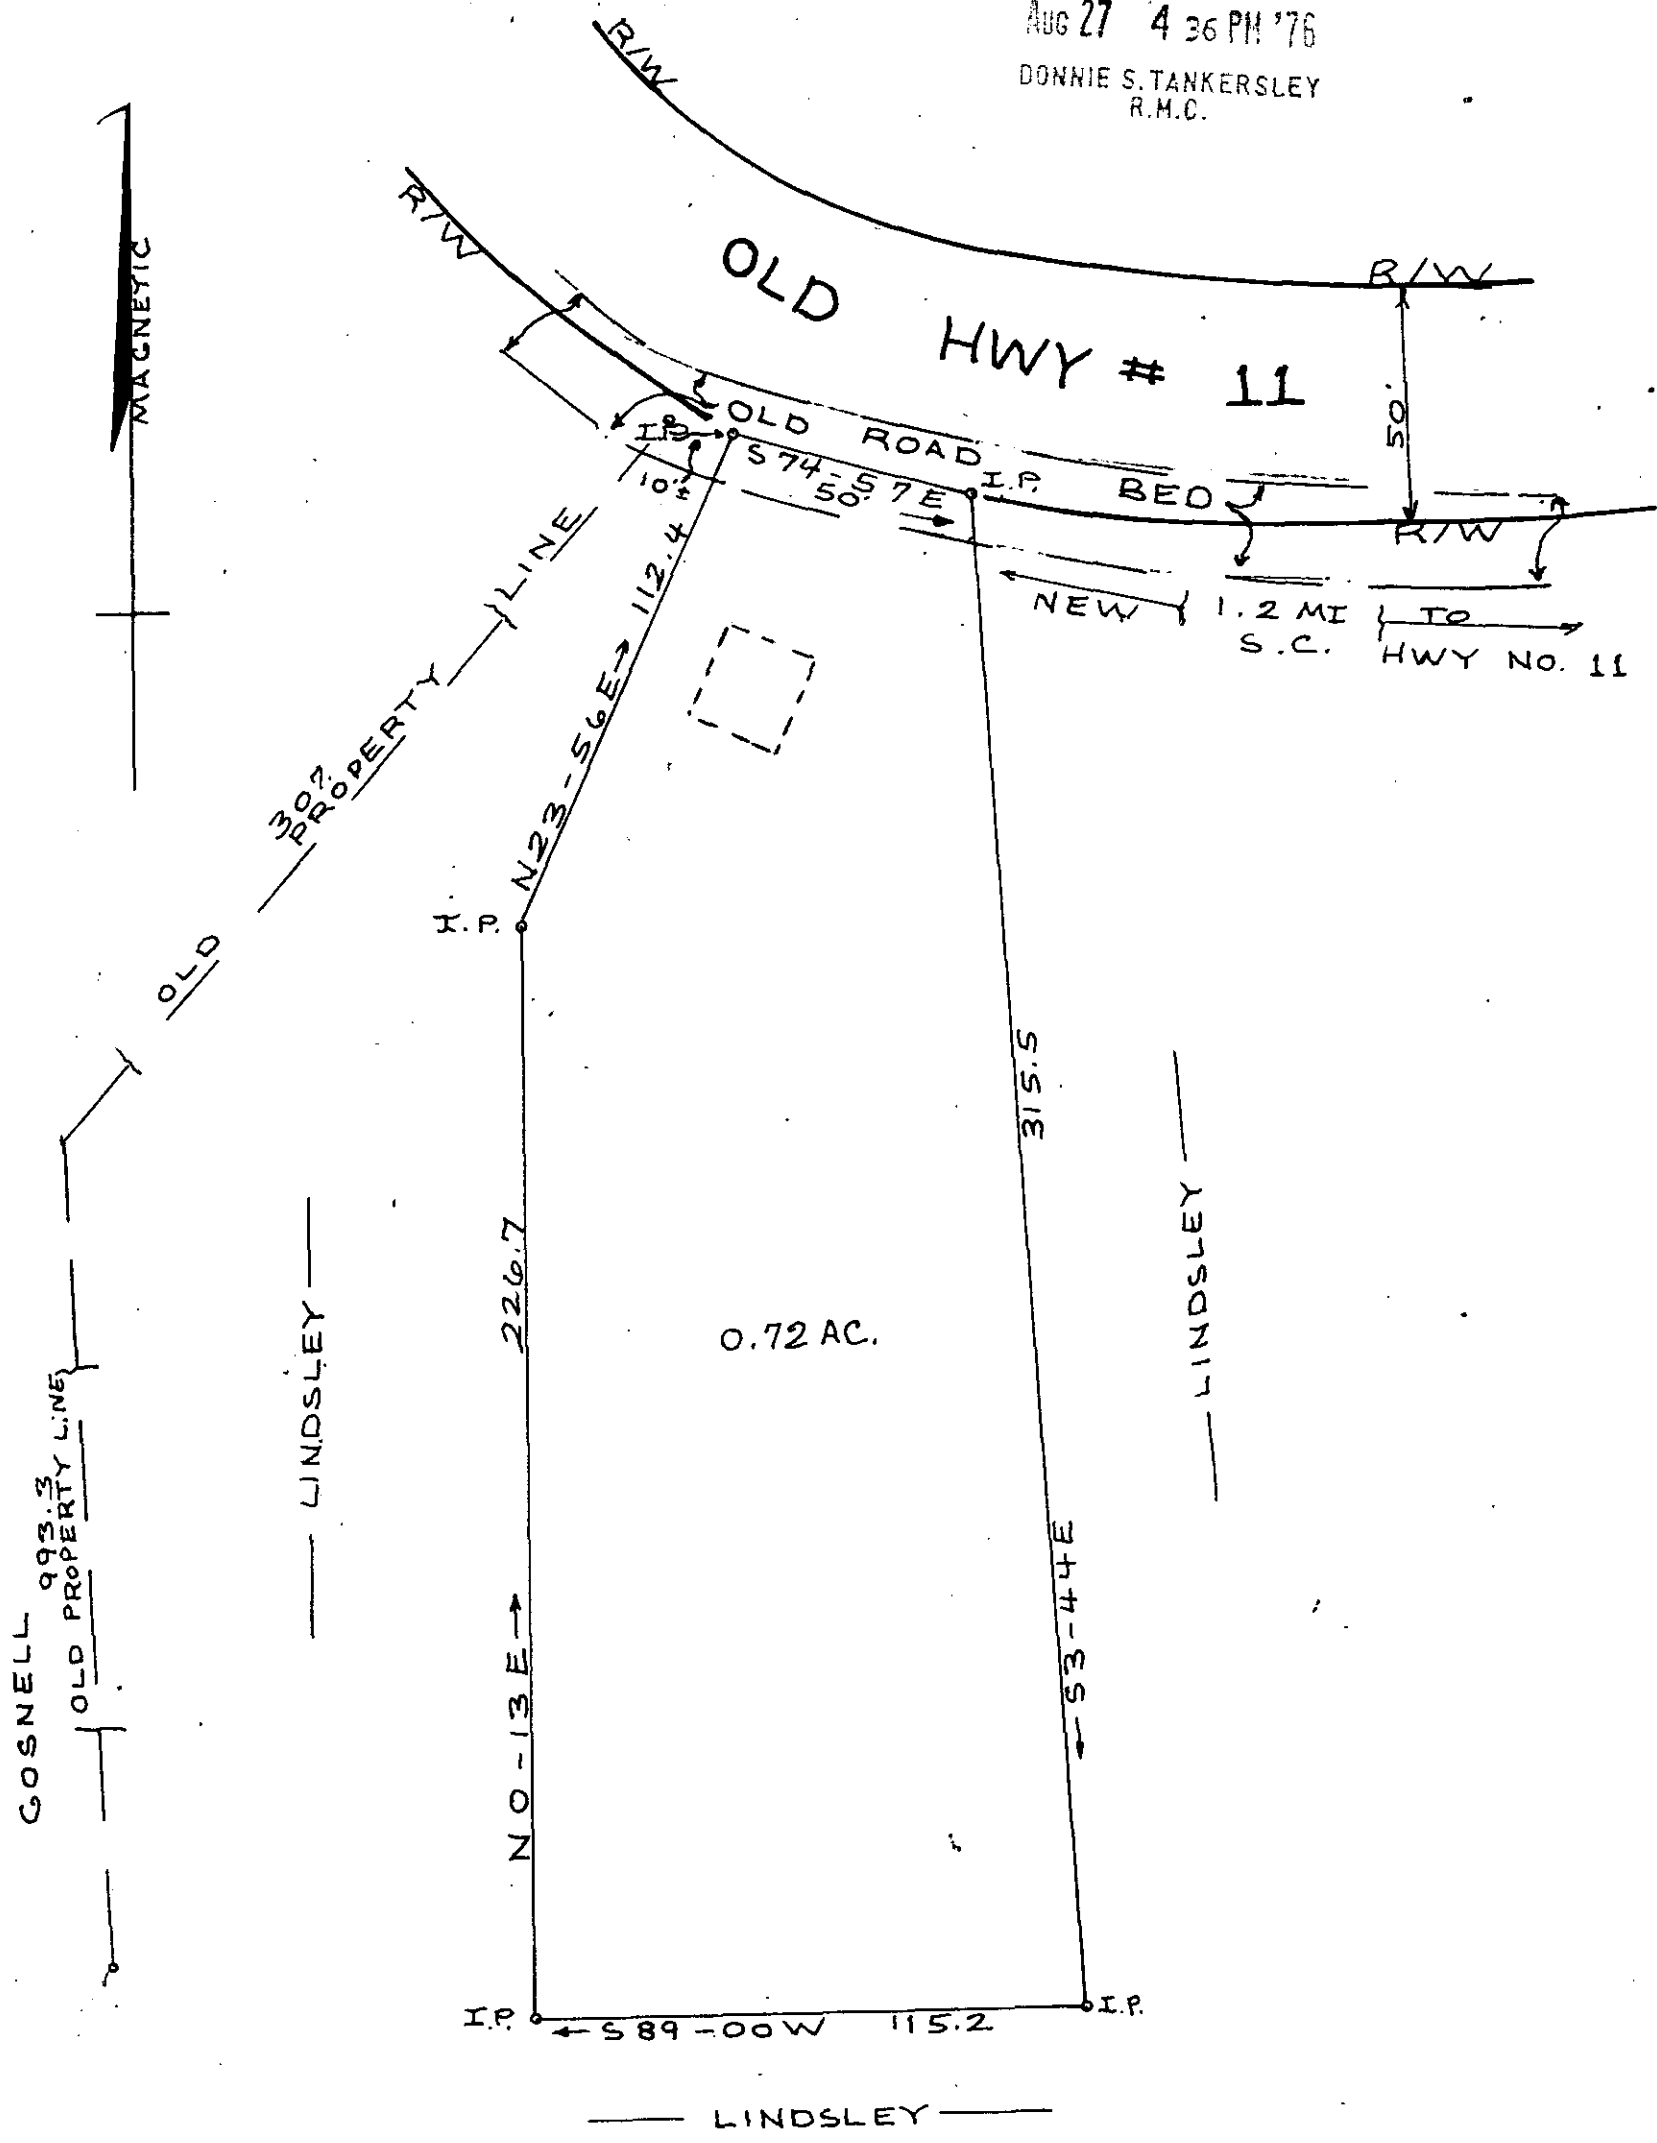 AUG 27 4 36 PM '76
DONNIE S. TANKERSLEY
R.M.C.
R/W
R/W
MAGNETIC
OLD HWY # 11
R/W
50'
R/W
OLD ROAD BED
I.P.
10'±
S 74-57 E
50.
I.P.
NEW
1.2 MI TO
S.C. HWY NO. 11
OLD PROPERTY LINE
307.
N23-56E 112.4
I.P.
315.5
S3-44E
226.7
N0-13E
0.72 AC.
LINDSLEY
LINDSLEY
GOSNELL
993.3
OLD PROPERTY LINE
I.P.
S89-00W 115.2
I.P.
LINDSLEY